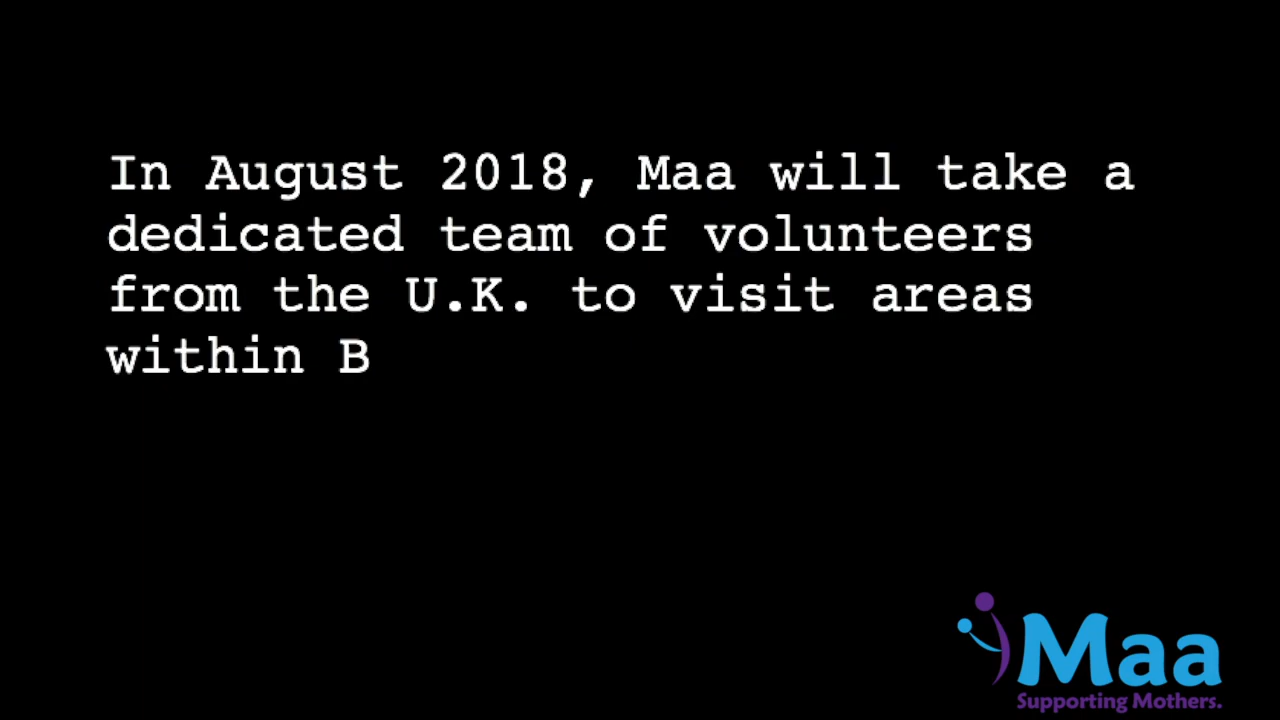 In August 2018, Maa will take a
dedicated team of volunteers
from the U.K. to visit areas
within B
Maa
Supporting Mothers.